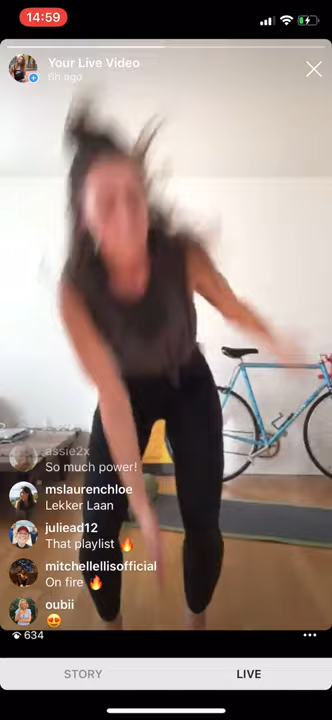 14:59
Your Live Video
6h ago
assie2x
So much power!
mslaurenchloe
Lekker Laan
juliead12
That playlist 🔥
mitchellellisofficial
On fire 🔥
oubii
😍
634
STORY
LIVE